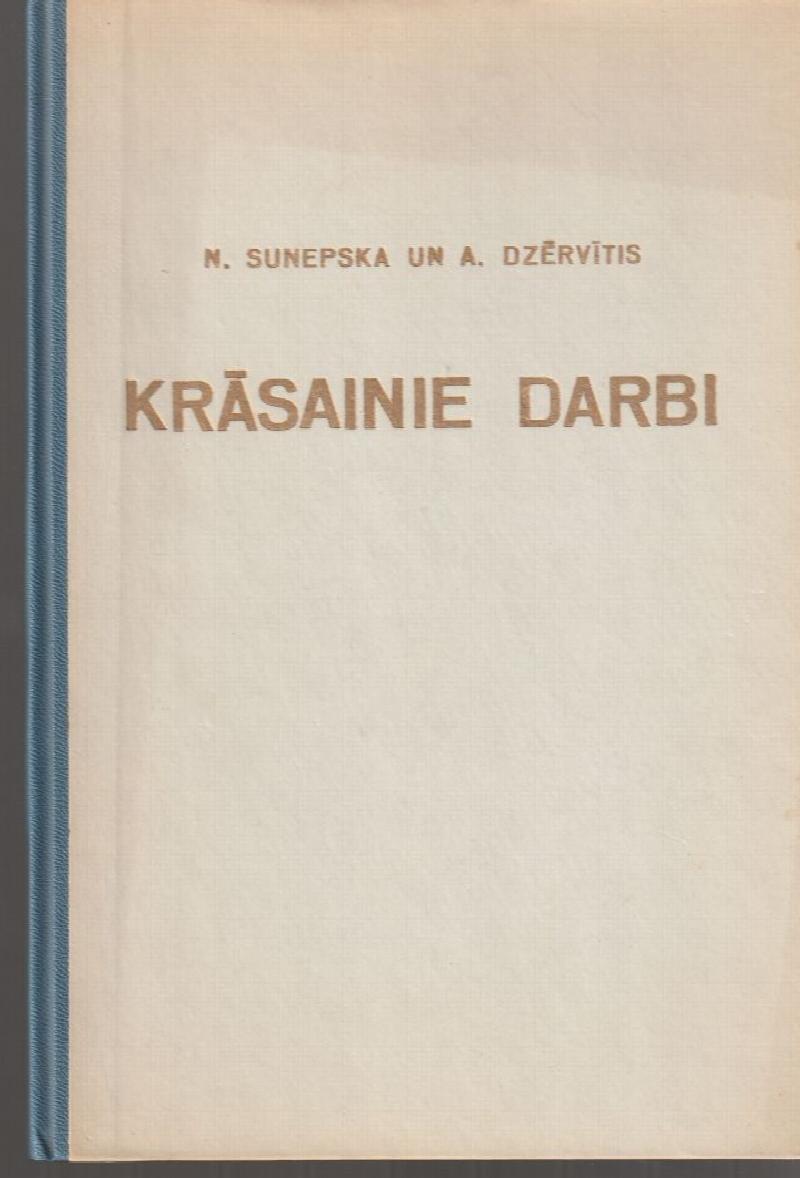 N. SUNEPSKA UN A. DZĒRVĪTIS
KRĀSAINIE DARBI